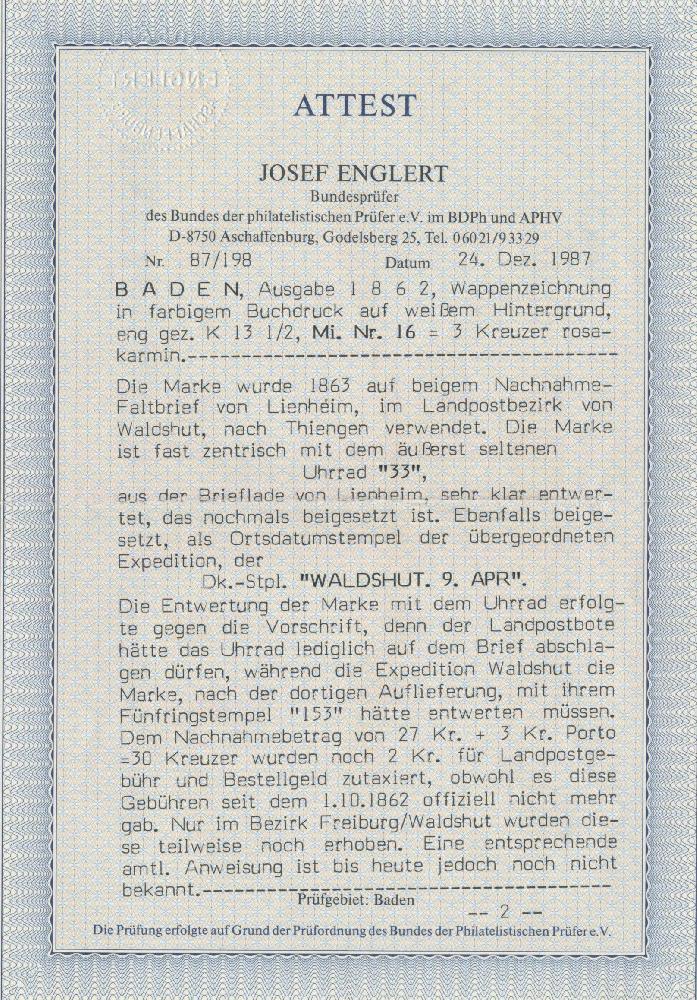 ATTEST
JOSEF ENGLERT
Bundesprüfer
des Bundes der philatelistischen Prüfer e.V. im BDPh und APHV
D-8750 Aschaffenburg, Godelsberg 25, Tel. 06021/93329
Nr. 87/198 Datum 24. Dez. 1987
B A D E N, Ausgabe 1 8 6 2, Wappenzeichnung
in farbigem Buchdruck auf weißem Hintergrund,
eng gez. K 13 1/2, Mi. Nr. 16 = 3 Kreuzer rosa-
karmin.----------------------------------------
Die Marke wurde 1863 auf beigem Nachnahme-
Faltbrief von Lienheim, im Landpostbezirk von
Waldshut, nach Thiengen verwendet. Die Marke
ist fast zentrisch mit dem äußerst seltenen
Uhrrad "33",
aus der Brieflade von Lienheim, sehr klar entwer-
tet, das nochmals beigesetzt ist. Ebenfalls beige-
setzt, als Ortsdatumstempel der übergeordneten
Expedition, der
Dk.-Stpl. "WALDSHUT. 9. APR".
Die Entwertung der Marke mit dem Uhrrad erfolg-
te gegen die Vorschrift, denn der Landpostbote
hätte das Uhrrad lediglich auf dem Brief abschla-
gen dürfen, während die Expedition Waldshut die
Marke, nach der dortigen Auflieferung, mit ihrem
Fünfringstempel "153" hätte entwerten müssen.
Dem Nachnahmebetrag von 27 Kr. + 3 Kr. Porto
=30 Kreuzer wurden noch 2 Kr. für Landpostge-
bühr und Bestellgeld zutaxiert, obwohl es diese
Gebühren seit dem 1.10.1862 offiziell nicht mehr
gab. Nur im Bezirk Freiburg/Waldshut wurden die-
se teilweise noch erhoben. Eine entsprechende
amtl. Anweisung ist bis heute jedoch noch nicht
bekannt.--------------------------------------
Prüfgebiet: Baden
-- 2 --
Die Prüfung erfolgte auf Grund der Prüfordnung des Bundes der Philatelistischen Prüfer e.V.